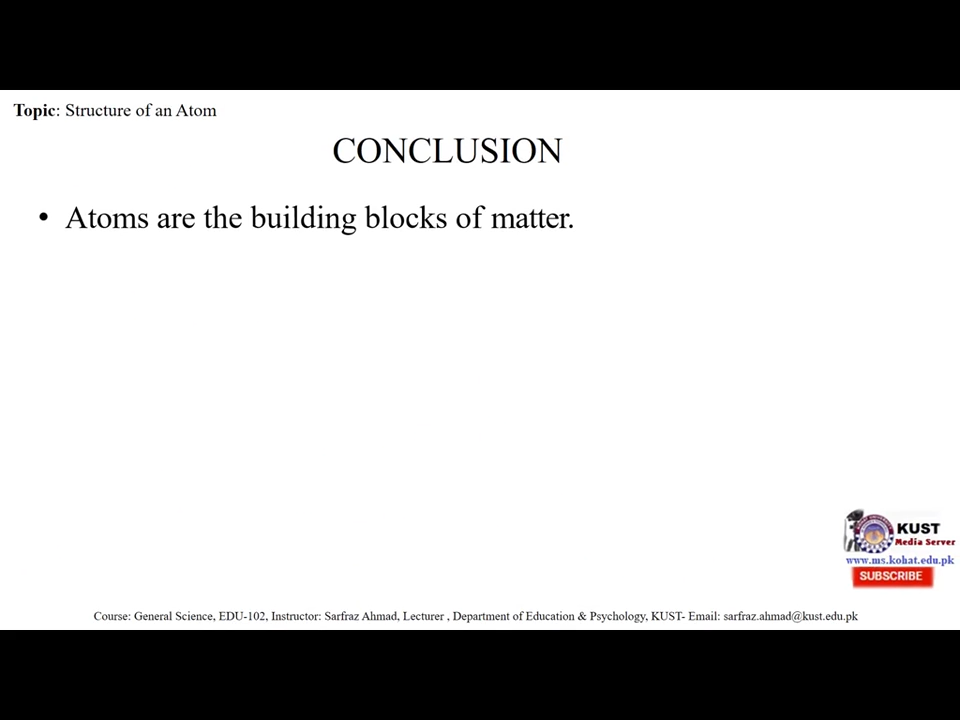 Topic: Structure of an Atom
CONCLUSION
• Atoms are the building blocks of matter.
KUST
Media Server
www.ms.kohat.edu.pk
SUBSCRIBE
Course: General Science, EDU-102, Instructor: Sarfraz Ahmad, Lecturer , Department of Education & Psychology, KUST- Email: sarfraz.ahmad@kust.edu.pk